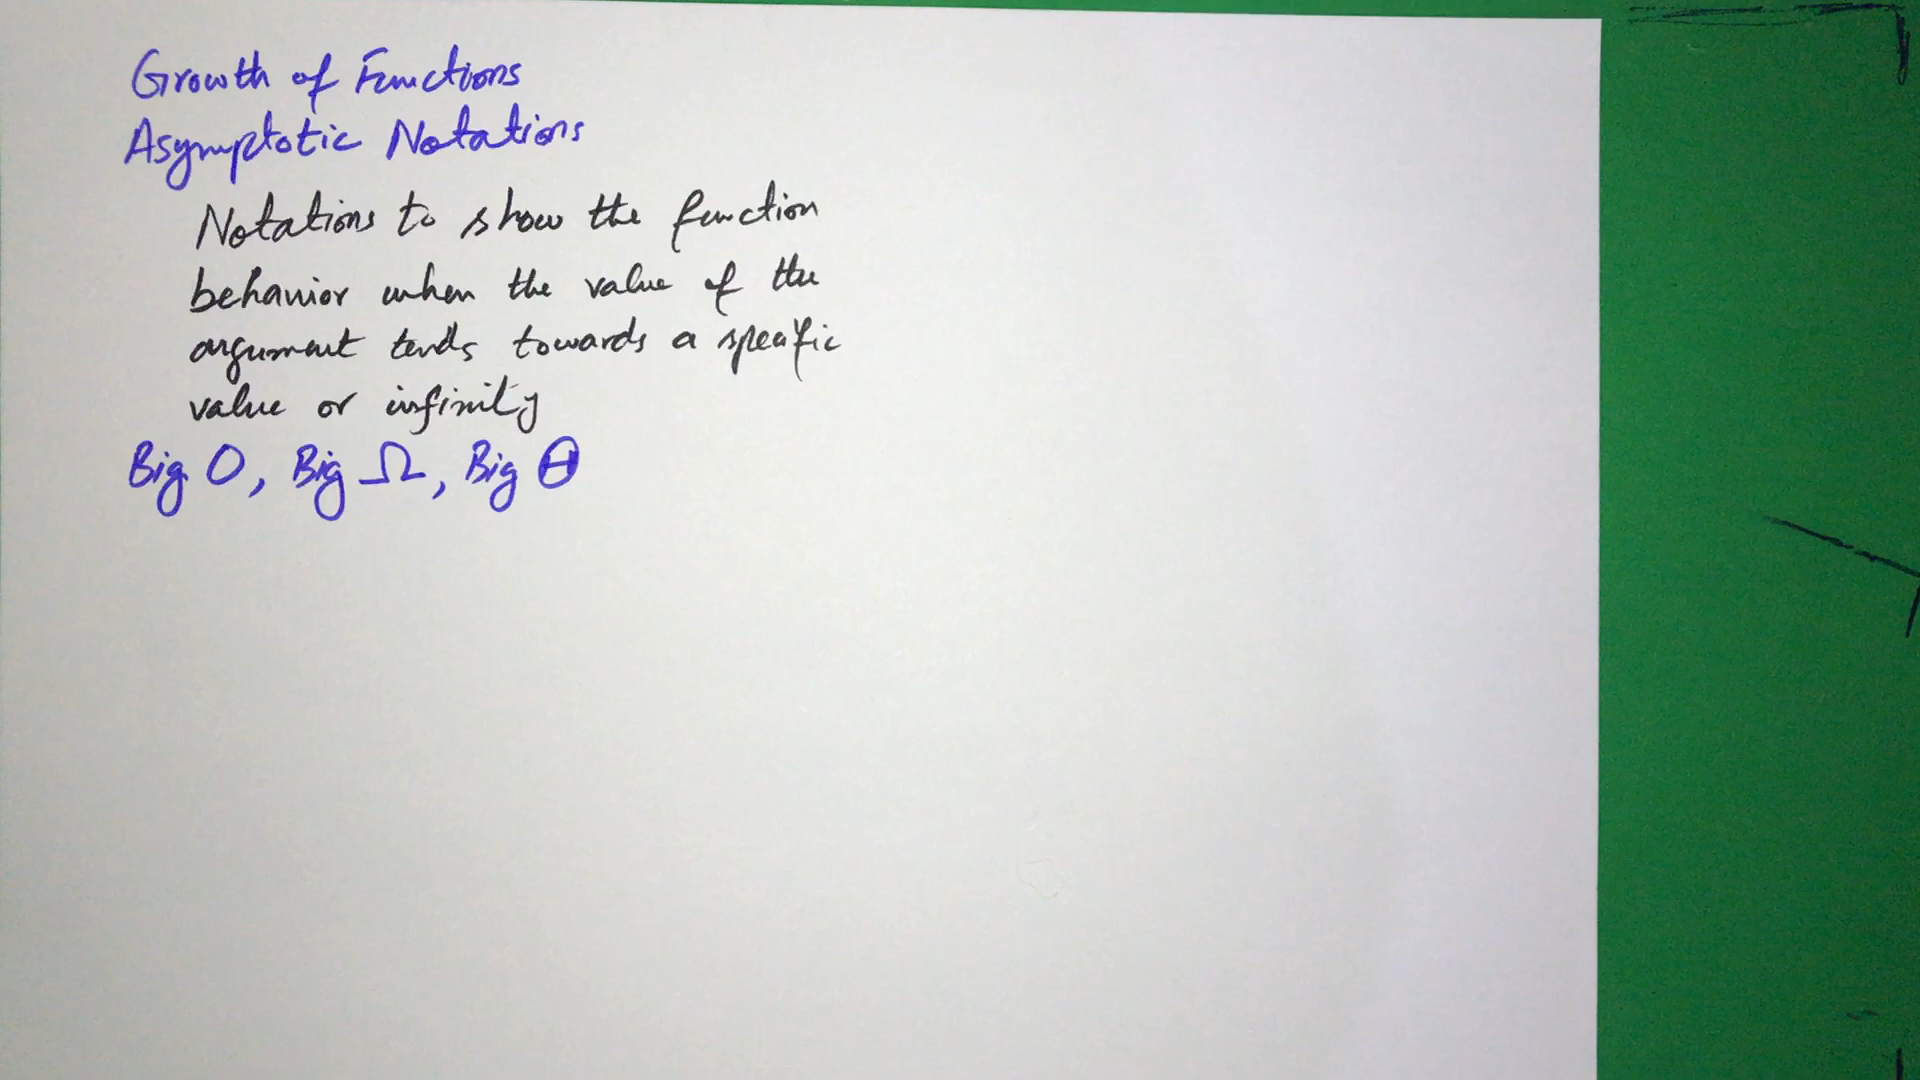 Growth of Functions
Asymptotic Notations
Notations to show the function
behavior when the value of the
argument tends towards a specific
value or infinity
Big O, Big Ω, Big Θ